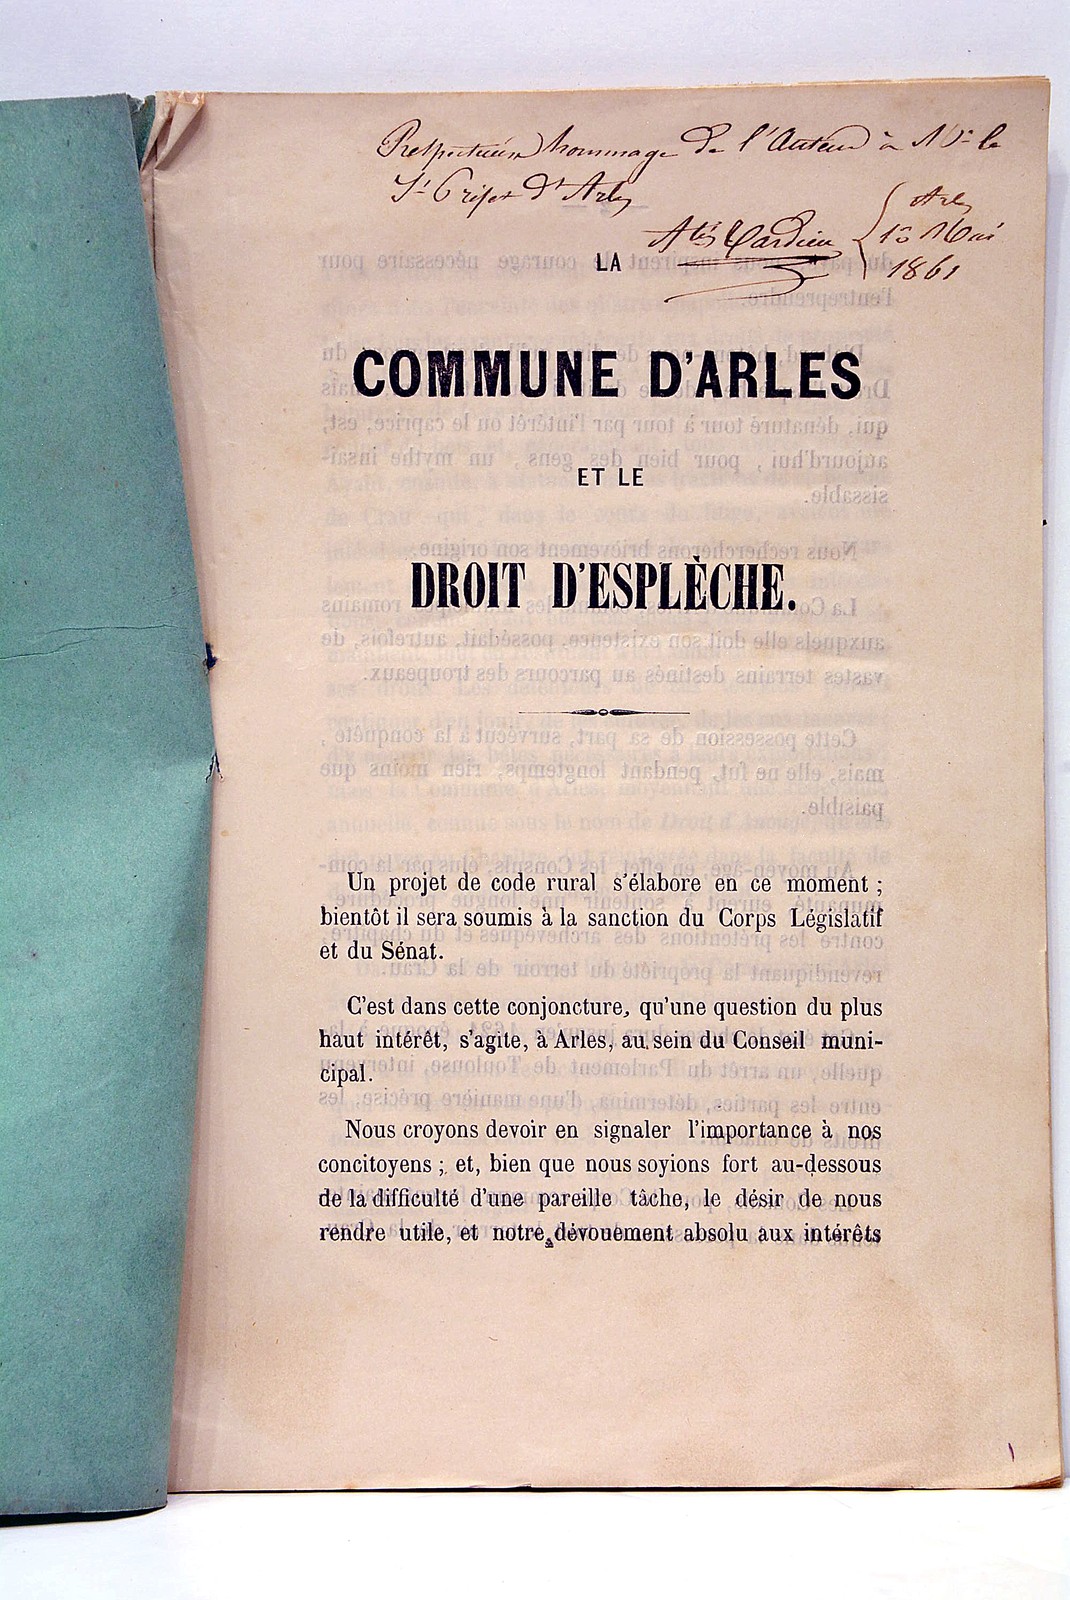 Respectueux hommage de l'Auteur à Mr le
Sr Préfet d'Arles
Arles
13 Mai
1861
LA
COMMUNE D'ARLES
ET LE
DROIT D'ESPLÈCHE.
Un projet de code rural s'élabore en ce moment ;
bientôt il sera soumis à la sanction du Corps Législatif
et du Sénat.
C'est dans cette conjoncture, qu'une question du plus
haut intérêt, s'agite, à Arles, au sein du Conseil muni-
cipal.
Nous croyons devoir en signaler l'importance à nos
concitoyens ; et, bien que nous soyions fort au-dessous
de la difficulté d'une pareille tâche, le désir de nous
rendre utile, et notre dévouement absolu aux intérêts